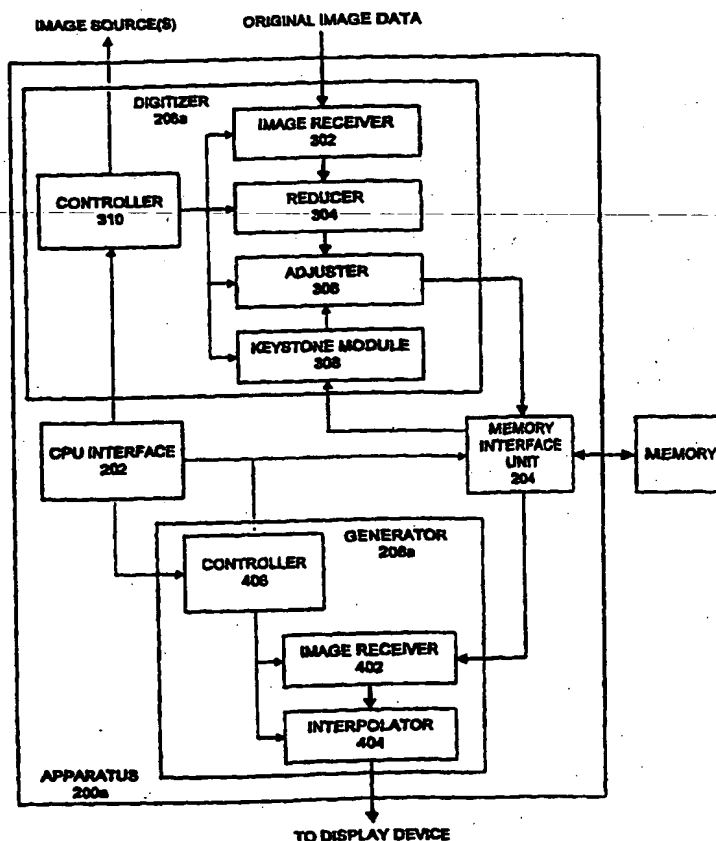 IMAGE SOURCE(S)
ORIGINAL IMAGE DATA
DIGITIZER
206a
IMAGE RECEIVER
302
CONTROLLER
310
REDUCER
304
ADJUSTER
306
KEYSTONE MODULE
308
CPU INTERFACE
202
MEMORY
INTERFACE
UNIT
204
MEMORY
GENERATOR
208a
CONTROLLER
406
IMAGE RECEIVER
402
INTERPOLATOR
404
APPARATUS
200a
TO DISPLAY DEVICE